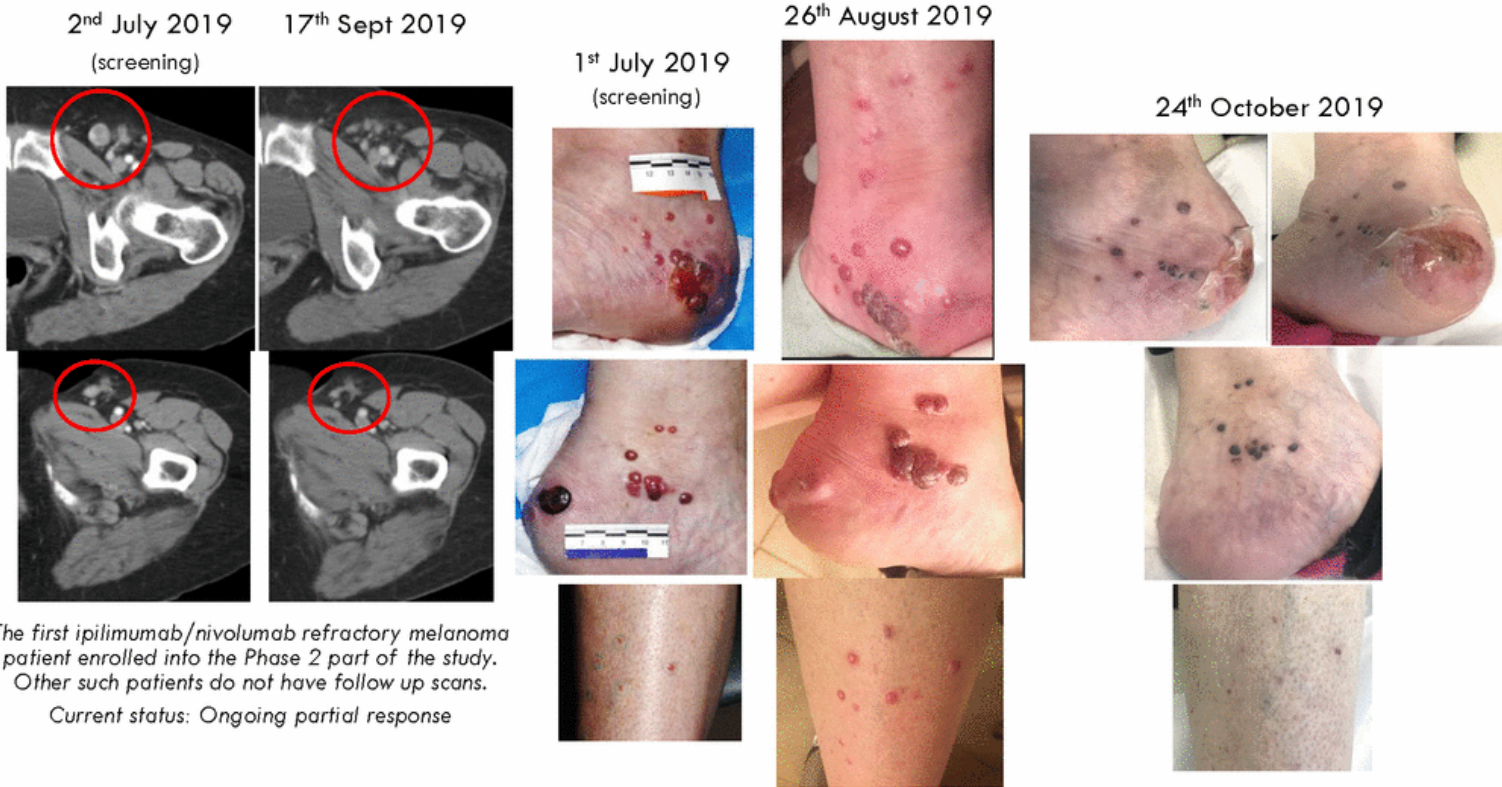 2nd July 2019
(screening)
17th Sept 2019
1st July 2019
(screening)
26th August 2019
24th October 2019
he first ipilimumab/nivolumab refractory melanoma
patient enrolled into the Phase 2 part of the study.
Other such patients do not have follow up scans.
Current status: Ongoing partial response